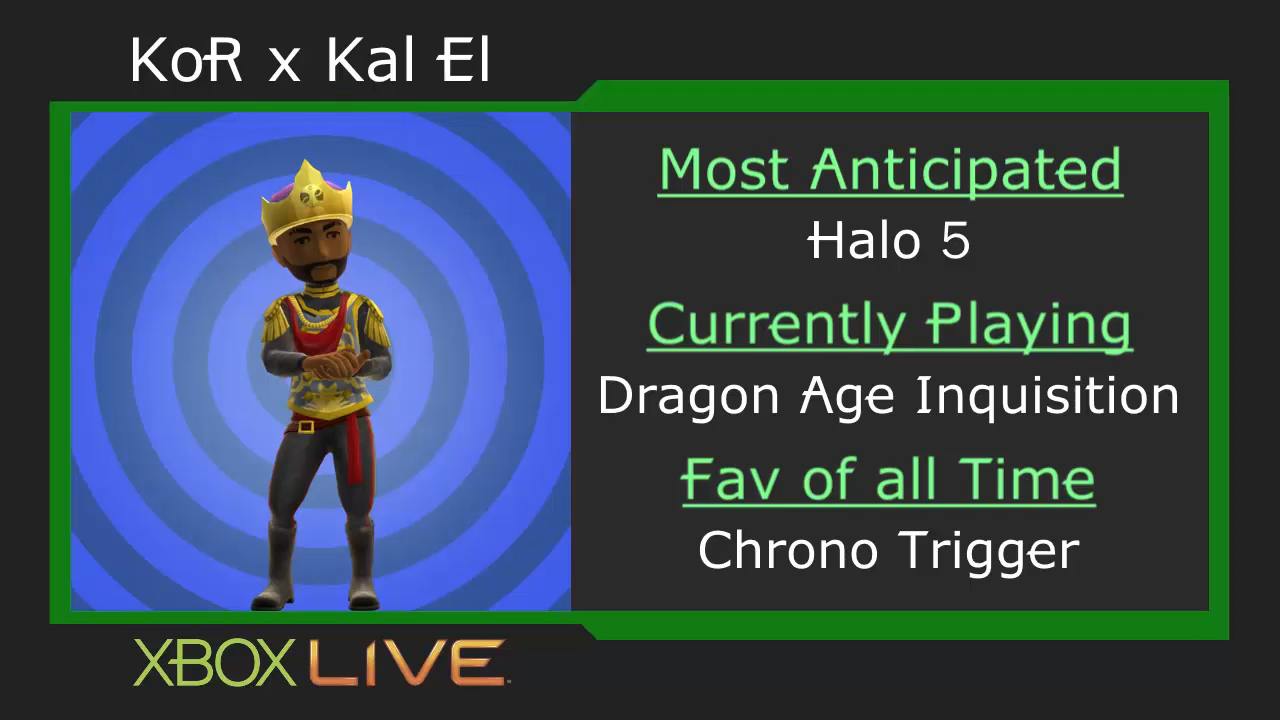 KoR x Kal El
Most Anticipated
Halo 5
Currently Playing
Dragon Age Inquisition
Fav of all Time
Chrono Trigger
XBOX LIVE